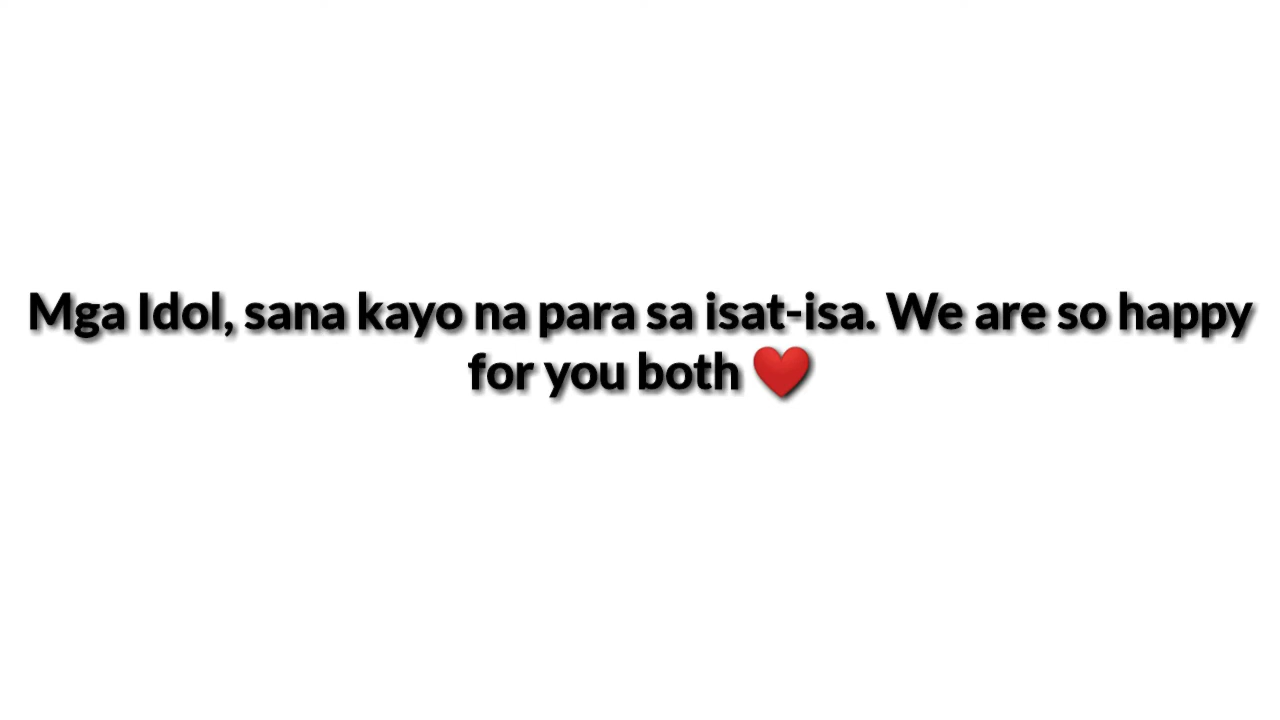 Mga Idol, sana kayo na para sa isat-isa. We are so happy
for you both ❤️